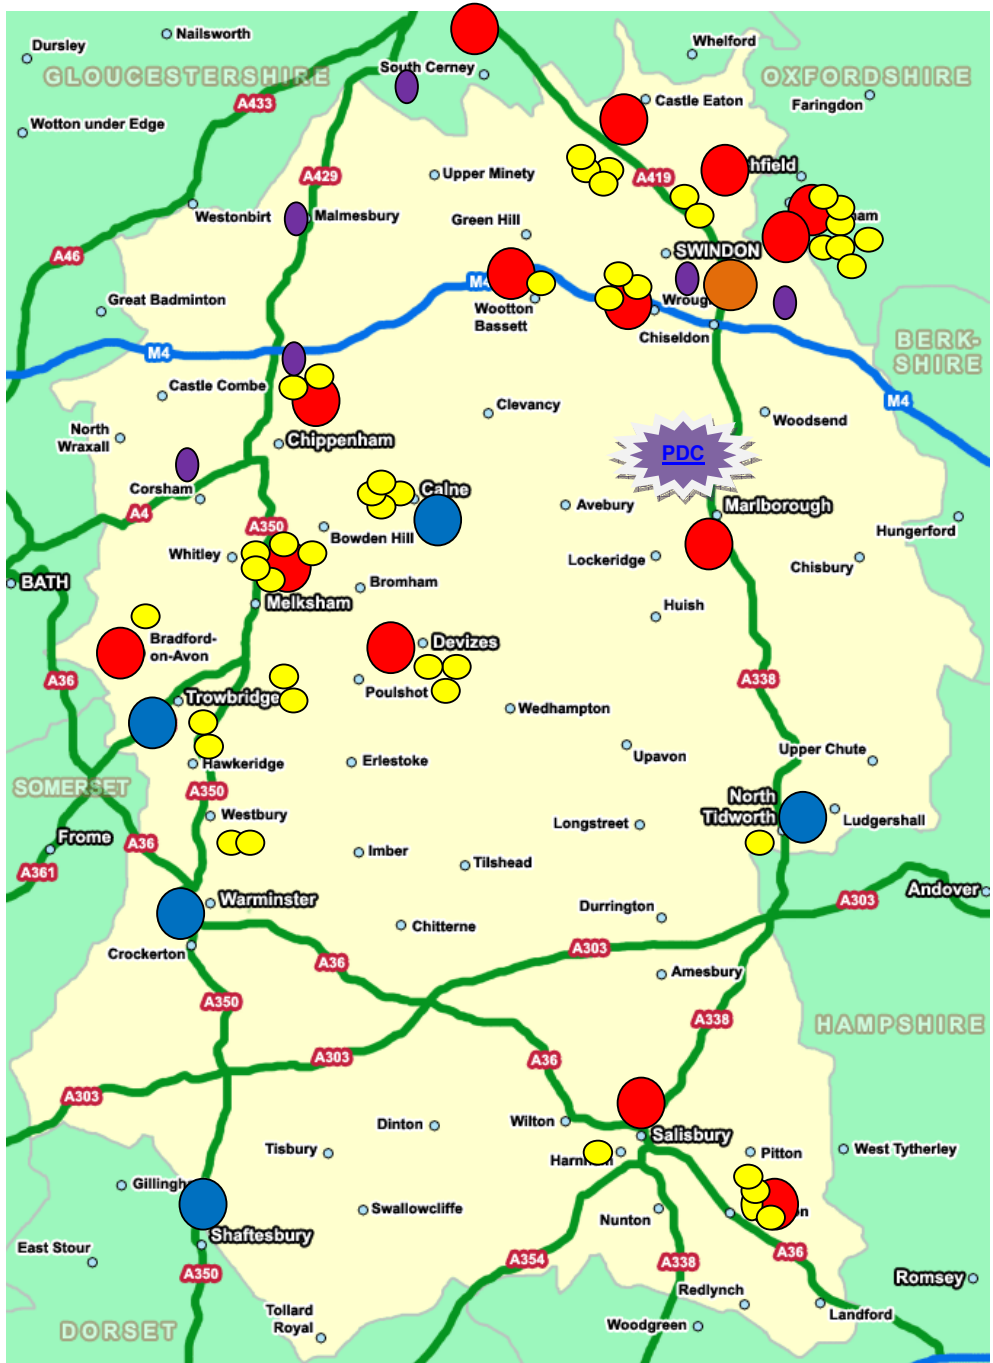 Nailsworth
Dursley
Whelford
South Cerney
GLOUCESTERSHIRE
OXFORDSHIRE
A433
Castle Eaton
Faringdon
Wotton under Edge
hfield
A429
Upper Minety
A419
Westonbirt
Malmesbury
Green Hill
ham
A46
SWINDON
M4
Great Badminton
Wootton
Bassett
Wroug
Chiseldon
BERK-
SHIRE
M4
Castle Combe
M4
Clevancy
Woodsend
North
Wraxall
Chippenham
PDC
Corsham
Calne
A4
Avebury
Marlborough
A350
Bowden Hill
Hungerford
Whitley
Lockeridge
Chisbury
BATH
Bromham
Melksham
Huish
Bradford-
on-Avon
Devizes
A36
A338
Poulshot
Trowbridge
Wedhampton
Upavon
Upper Chute
Hawkeridge
Erlestoke
SOMERSET
A350
North
Tidworth
Westbury
Longstreet
Ludgershall
Frome
A36
Imber
Tilshead
A361
Andover
Warminster
A303
Durrington
Chitterne
Crockerton
A303
A36
Amesbury
A350
A338
HAMPSHIRE
A303
A36
A303
Dinton
Wilton
Salisbury
Tisbury
Harn
Pitton
West Tytherley
Gillingh
Swallowcliffe
Nunton
on
Shaftesbury
East Stour
A350
A354
A338
A36
Romsey
Redlynch
Tollard
Royal
Landford
Woodgreen
DORSET